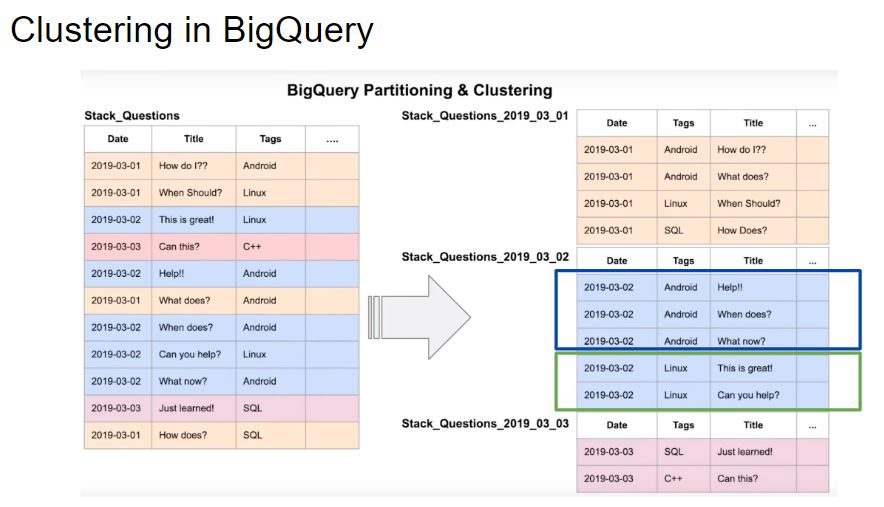 Clustering in BigQuery
BigQuery Partitioning & Clustering
Stack_Questions
Date Title Tags ....
2019-03-01 How do I?? Android
2019-03-01 When Should? Linux
2019-03-02 This is great! Linux
2019-03-03 Can this? C++
2019-03-02 Help!! Android
2019-03-01 What does? Android
2019-03-02 When does? Android
2019-03-02 Can you help? Linux
2019-03-02 What now? Android
2019-03-03 Just learned! SQL
2019-03-01 How does? SQL
Stack_Questions_2019_03_01
Date Tags Title ...
2019-03-01 Android How do I??
2019-03-01 Android What does?
2019-03-01 Linux When Should?
2019-03-01 SQL How Does?
Stack_Questions_2019_03_02
Date Tags Title ...
2019-03-02 Android Help!!
2019-03-02 Android When does?
2019-03-02 Android What now?
2019-03-02 Linux This is great!
2019-03-02 Linux Can you help?
Stack_Questions_2019_03_03
Date Tags Title ...
2019-03-03 SQL Just learned!
2019-03-03 C++ Can this?